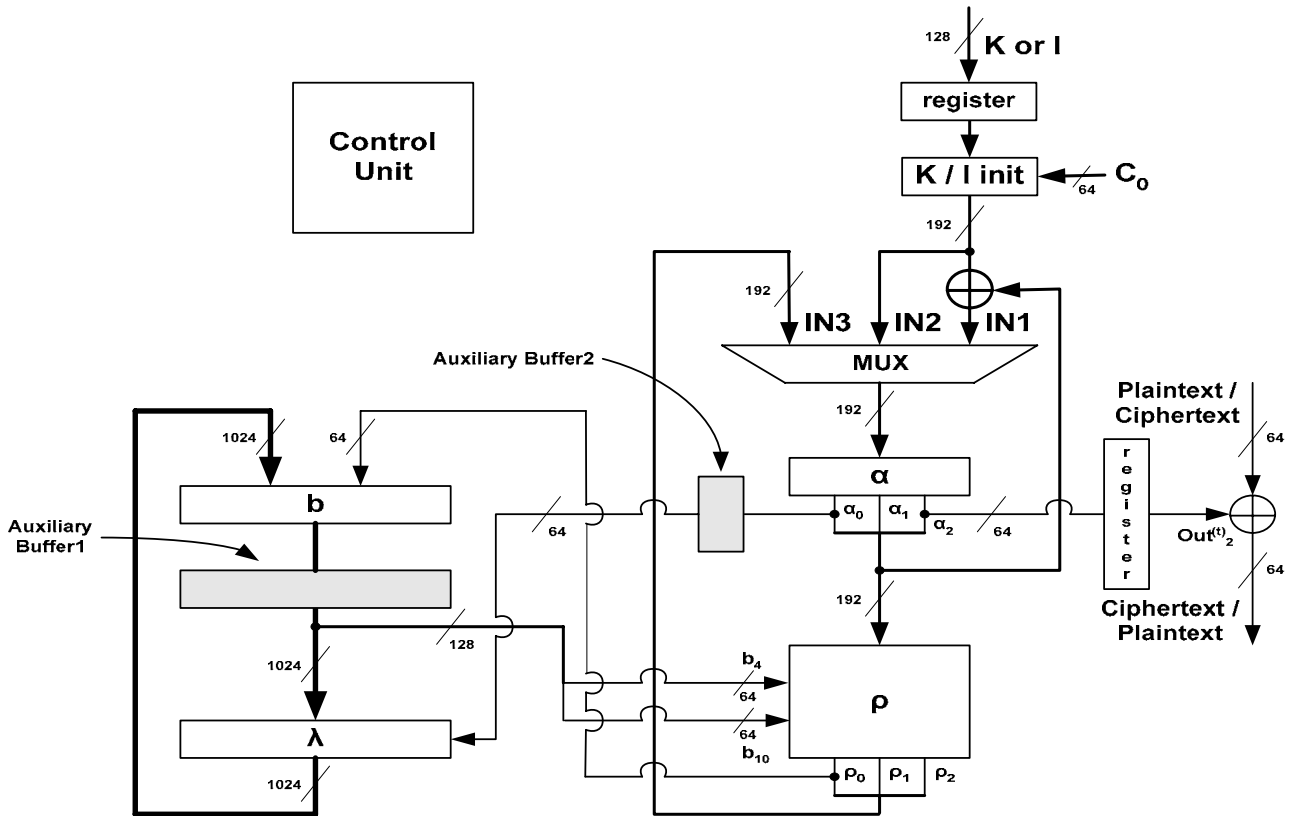 128
K or I
register
Control
Unit
K / I init
64
C0
192
192
IN3
IN2
IN1
MUX
Auxiliary Buffer2
192
Plaintext /
Ciphertext
1024
64
64
α
register
b
α0
α1
α2
Auxiliary
Buffer1
64
64
Out(t)2
64
192
Ciphertext /
Plaintext
128
1024
b4
64
ρ
λ
64
b10
1024
ρ0
ρ1
ρ2